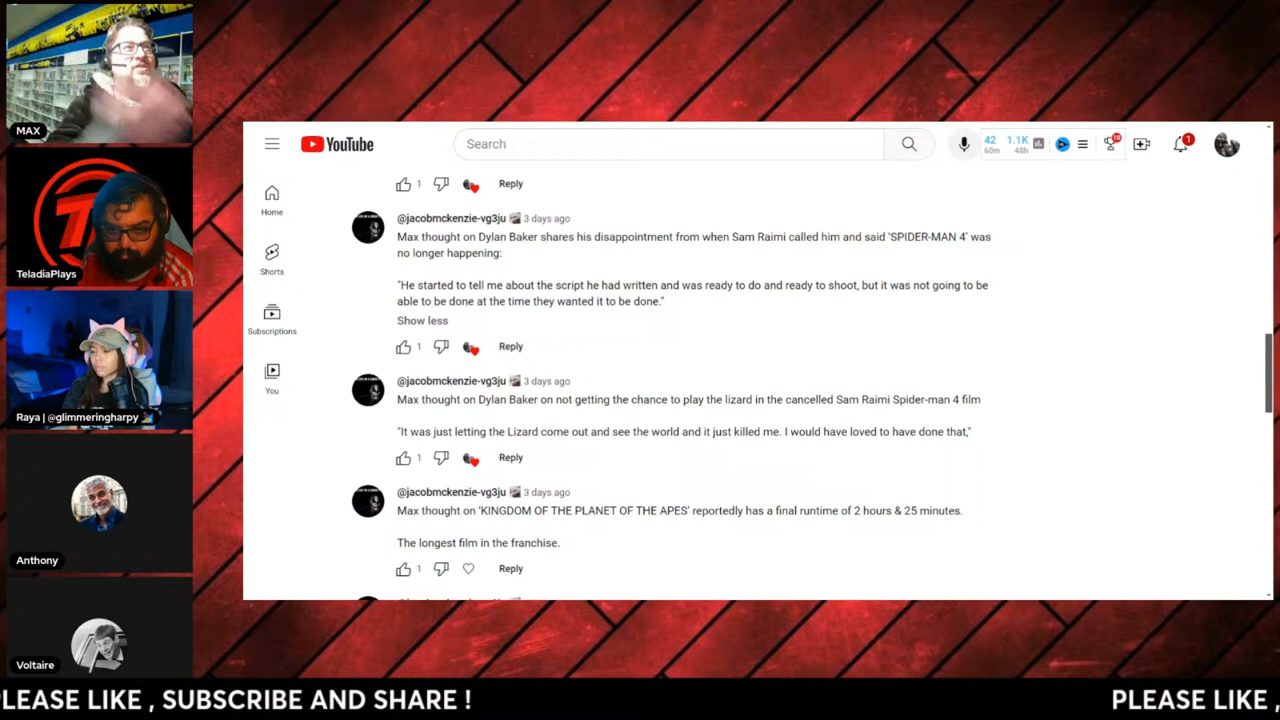 MAX
TeladiaPlays
Raya | @glimmeringharpy
Anthony
Voltaire
YouTube
Search
42
60m
1.1K
48h
10
1
Home
Shorts
Subscriptions
You
1
Reply
@jacobmckenzie-vg3ju 3 days ago
Max thought on Dylan Baker shares his disappointment from when Sam Raimi called him and said 'SPIDER-MAN 4' was
no longer happening:
"He started to tell me about the script he had written and was ready to do and ready to shoot, but it was not going to be
able to be done at the time they wanted it to be done."
Show less
1
Reply
@jacobmckenzie-vg3ju 3 days ago
Max thought on Dylan Baker on not getting the chance to play the lizard in the cancelled Sam Raimi Spider-man 4 film
"It was just letting the Lizard come out and see the world and it just killed me. I would have loved to have done that,"
1
Reply
@jacobmckenzie-vg3ju 3 days ago
Max thought on 'KINGDOM OF THE PLANET OF THE APES' reportedly has a final runtime of 2 hours & 25 minutes.
The longest film in the franchise.
1
Reply
PLEASE LIKE , SUBSCRIBE AND SHARE ! PLEASE LIKE ,